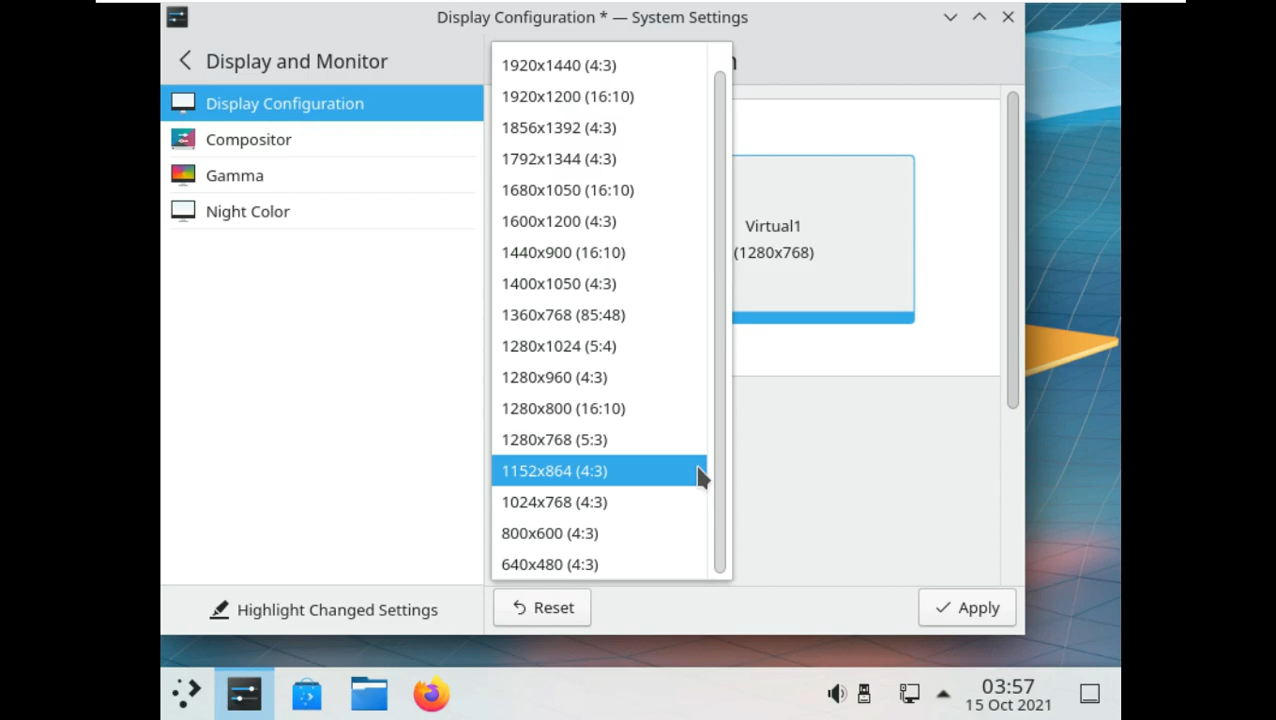 Display Configuration * — System Settings
Display and Monitor
Display Configuration
Compositor
Gamma
Night Color
Highlight Changed Settings
1920x1440 (4:3)
1920x1200 (16:10)
1856x1392 (4:3)
1792x1344 (4:3)
1680x1050 (16:10)
1600x1200 (4:3)
1440x900 (16:10)
1400x1050 (4:3)
1360x768 (85:48)
1280x1024 (5:4)
1280x960 (4:3)
1280x800 (16:10)
1280x768 (5:3)
1152x864 (4:3)
1024x768 (4:3)
800x600 (4:3)
640x480 (4:3)
Virtual1
(1280x768)
Reset
Apply
03:57
15 Oct 2021